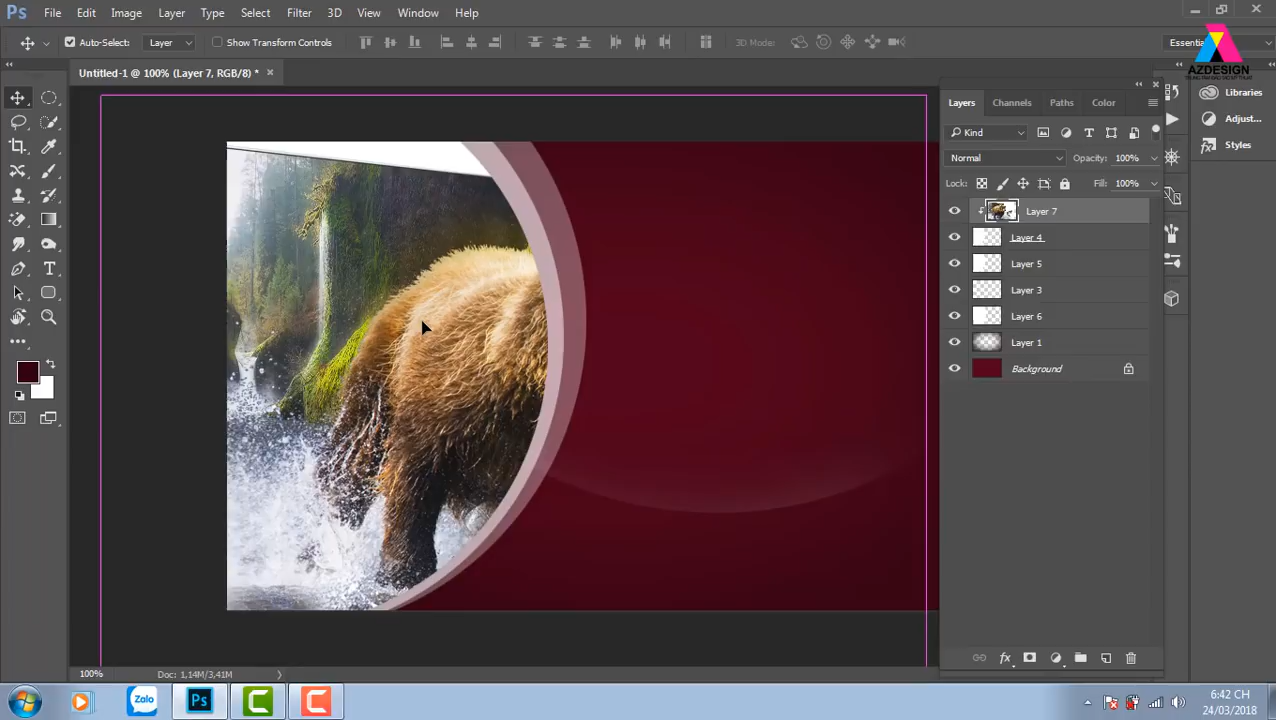 Ps File Edit Image Layer Type Select Filter 3D View Window Help
Auto-Select: Layer Show Transform Controls 3D Mode: Essenti
AZDESIGN
Untitled-1 @ 100% (Layer 7, RGB/8) *
Layers Channels Paths Color
Libraries
Kind
Adjust...
Normal Opacity: 100%
Styles
Lock: Fill: 100%
Layer 7
Layer 4
Layer 5
Layer 3
Layer 6
Layer 1
Background
fx
100% Doc: 1,14M/3,41M
Zalo Ps
6:42 CH
24/03/2018